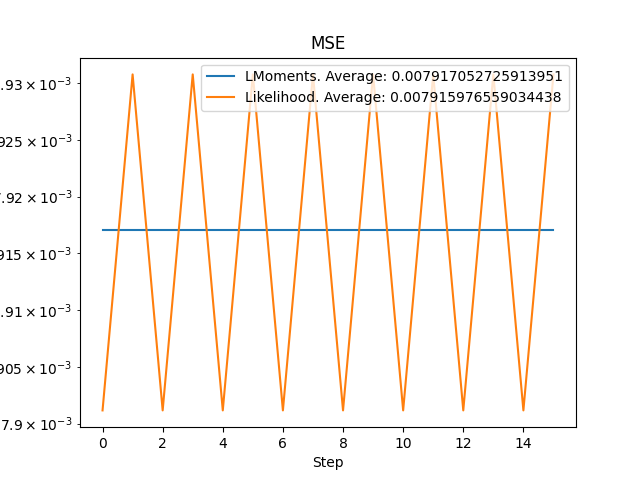 MSE
LMoments. Average: 0.007917052725913951
Likelihood. Average: 0.007915976559034438
.93 × 10⁻³
925 × 10⁻³
.92 × 10⁻³
915 × 10⁻³
.91 × 10⁻³
905 × 10⁻³
7.9 × 10⁻³
0 2 4 6 8 10 12 14
Step